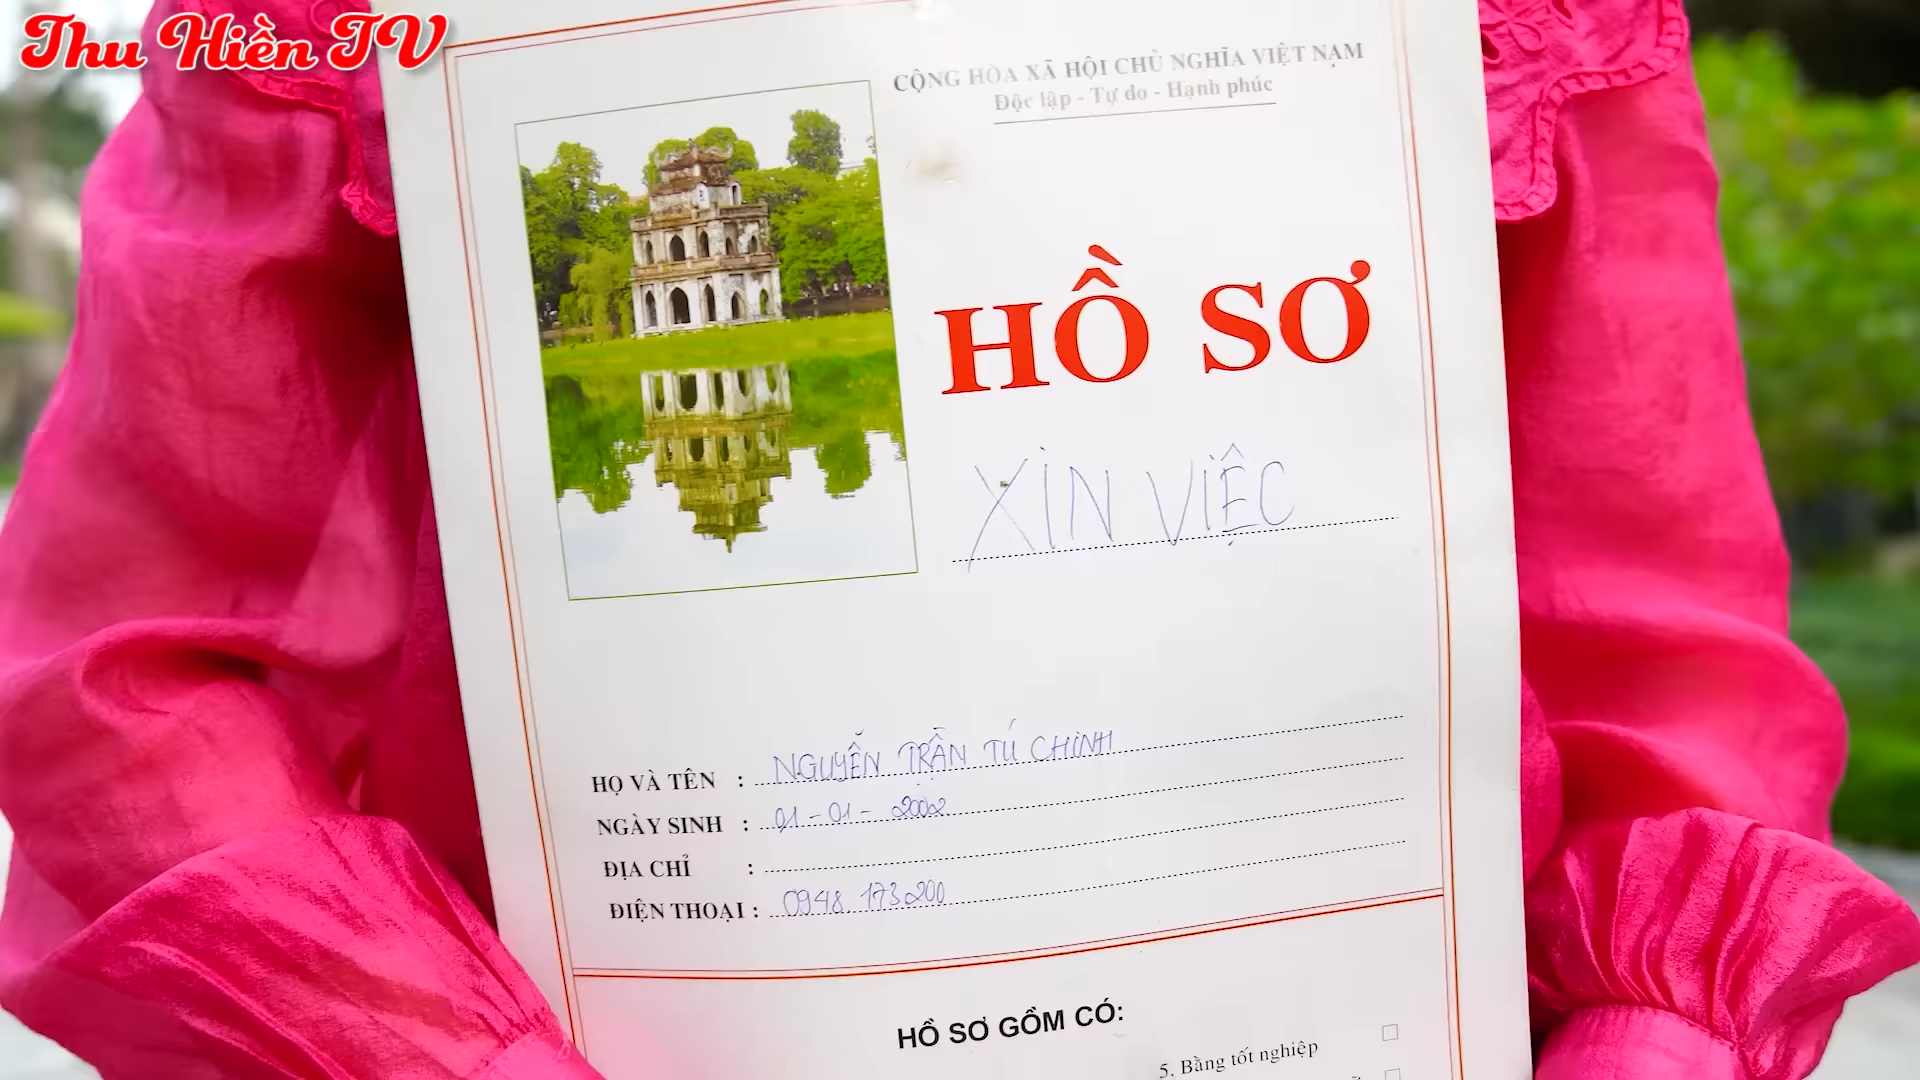 Thu Hiền TV
CỘNG HÒA XÃ HỘI CHỦ NGHĨA VIỆT NAM
Độc lập - Tự do - Hạnh phúc
HỒ SƠ
XIN VIỆC
HỌ VÀ TÊN : NGUYỄN TRẦN TÚ CHINH
NGÀY SINH : 01-01-2002
ĐỊA CHỈ :
ĐIỆN THOẠI : 0948.173200
HỒ SƠ GỒM CÓ:
5. Bằng tốt nghiệp